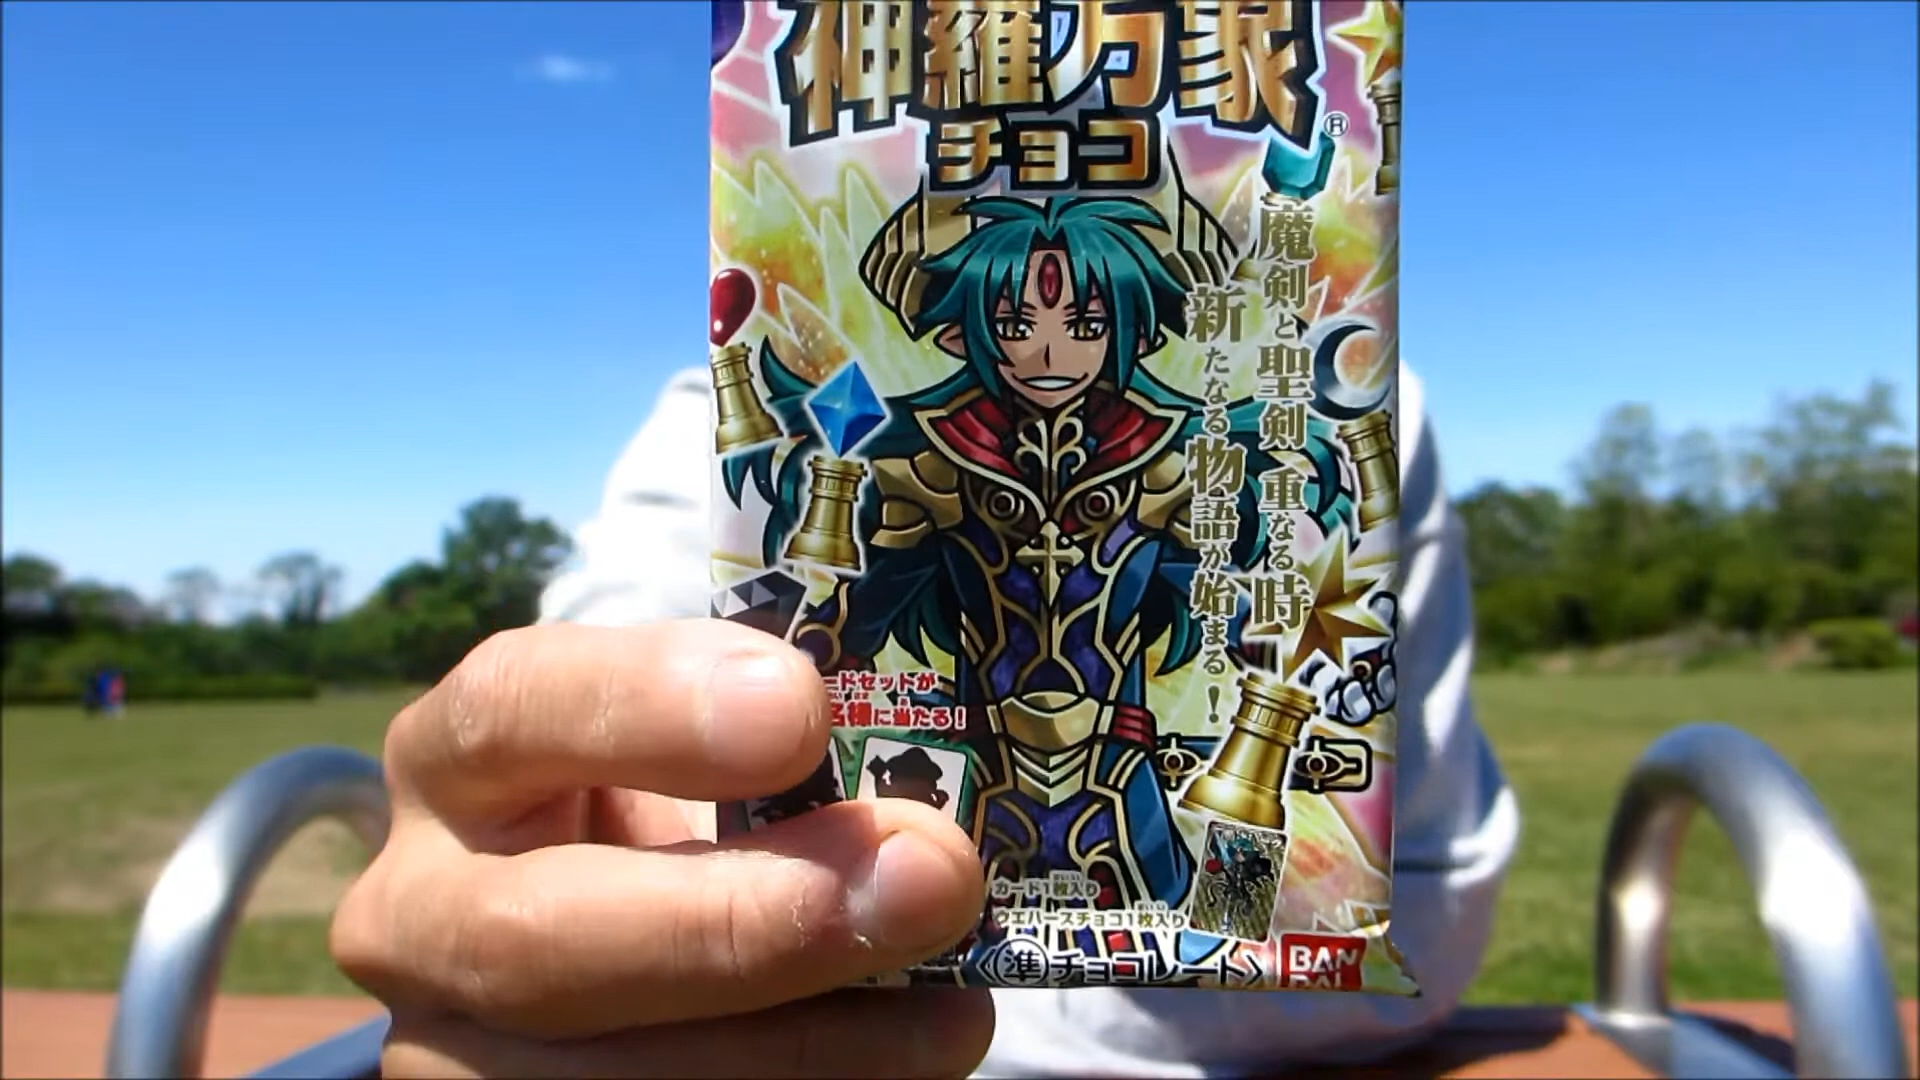 神羅万象
チョコ
®
魔剣と聖剣、重なる時
新たなる物語が始まる!
ードセットが
名様に当たる!
カード1枚入り
ウエハースチョコ1枚入り
〈準チョコレート〉
BAN
DAI